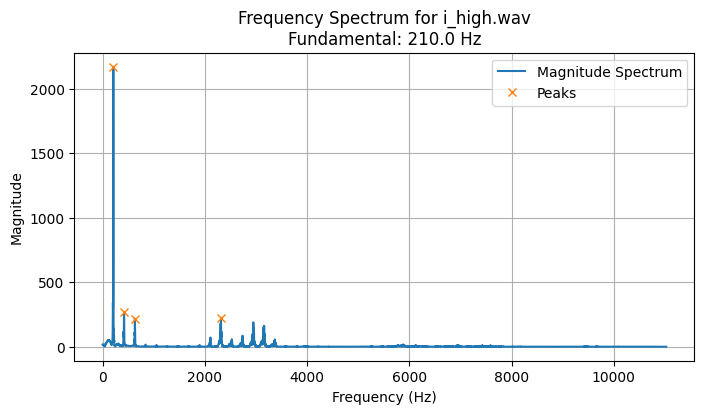 Frequency Spectrum for i_high.wav
Fundamental: 210.0 Hz
Magnitude Spectrum
Peaks
2000
1500
1000
500
0
Magnitude
0 2000 4000 6000 8000 10000
Frequency (Hz)